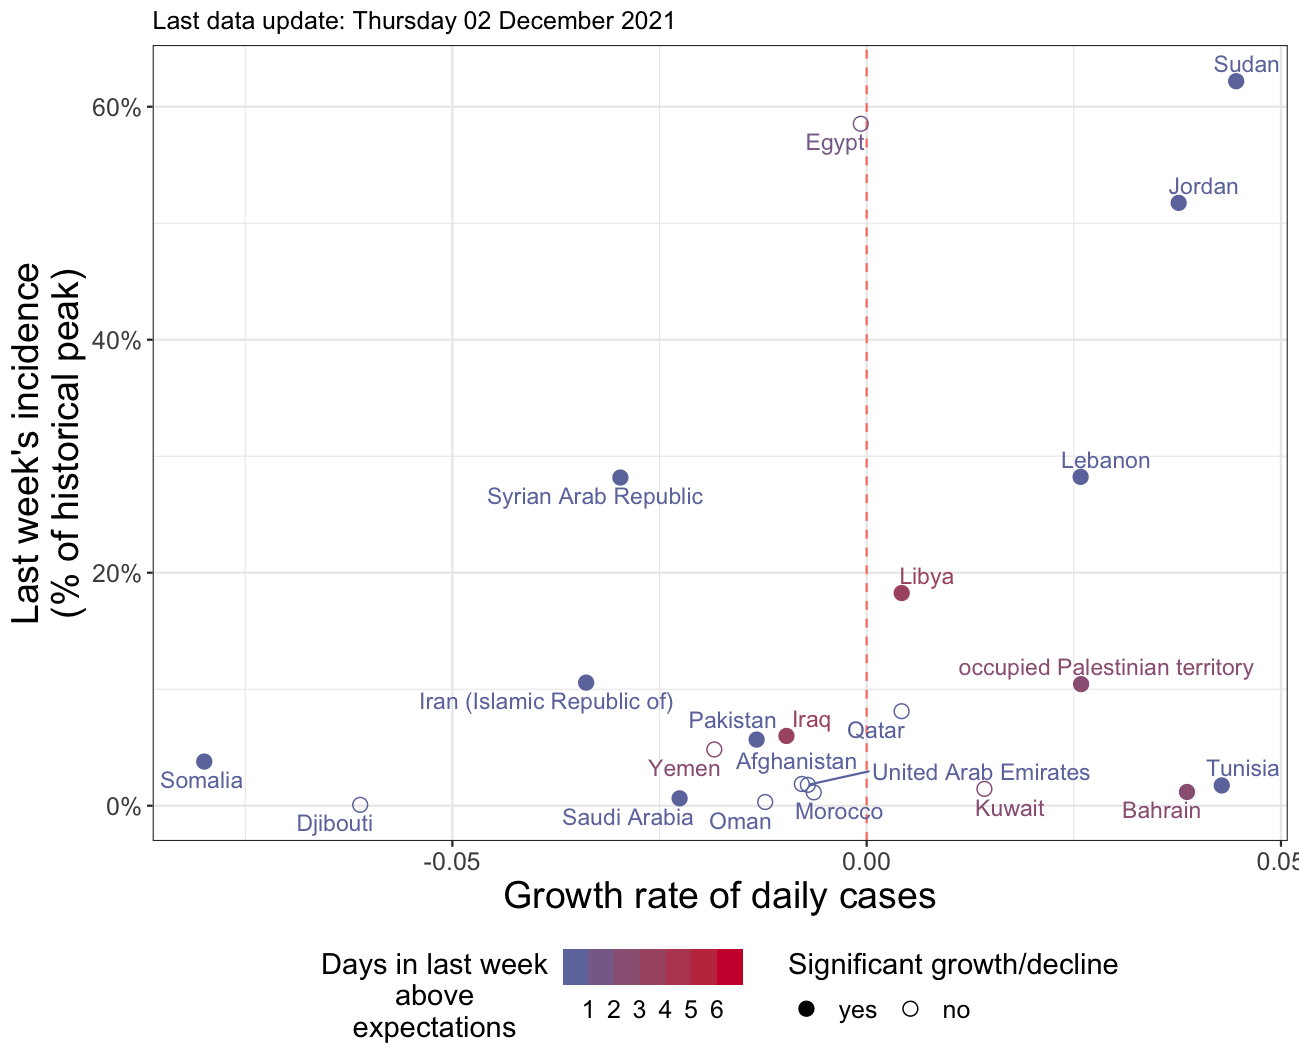 Last data update: Thursday 02 December 2021
Sudan
60%
Egypt
Jordan
Last week's incidence
(% of historical peak)
40%
Lebanon
Syrian Arab Republic
20%
Libya
occupied Palestinian territory
Iran (Islamic Republic of)
Pakistan
Iraq
Qatar
Yemen
Afghanistan
United Arab Emirates
Tunisia
Somalia
0%
Djibouti
Saudi Arabia
Oman
Morocco
Kuwait
Bahrain
-0.05
0.00
0.05
Growth rate of daily cases
Days in last week
above
expectations
1 2 3 4 5 6
Significant growth/decline
yes
no